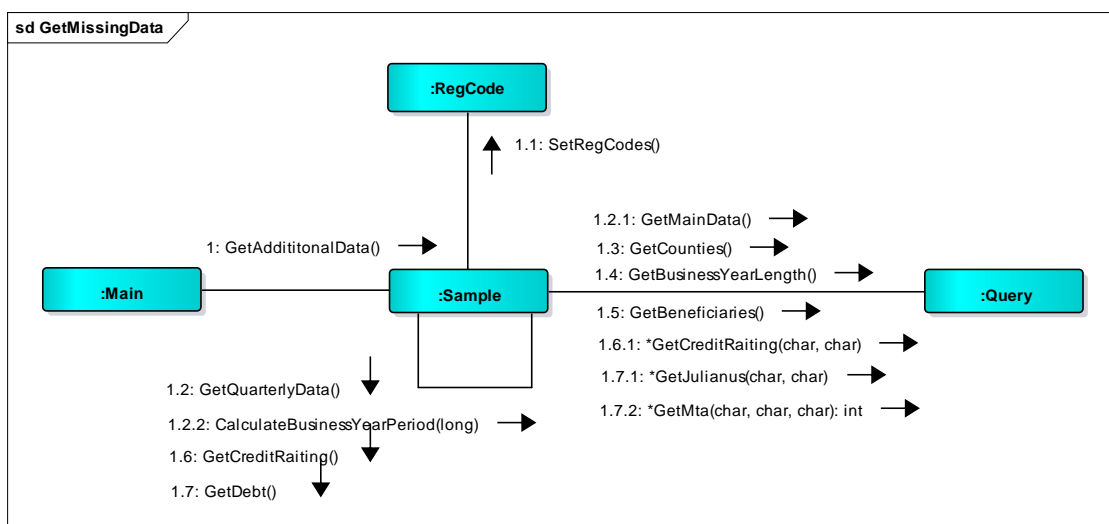 sd GetMissingData
:RegCode
1.1: SetRegCodes()
1.2.1: GetMainData()
1.3: GetCounties()
1: GetAddititonalData()
1.4: GetBusinessYearLength()
:Main
:Sample
:Query
1.5: GetBeneficiaries()
1.6.1: *GetCreditRaiting(char, char)
1.7.1: *GetJulianus(char, char)
1.7.2: *GetMta(char, char, char): int
1.2: GetQuarterlyData()
1.2.2: CalculateBusinessYearPeriod(long)
1.6: GetCreditRaiting()
1.7: GetDebt()